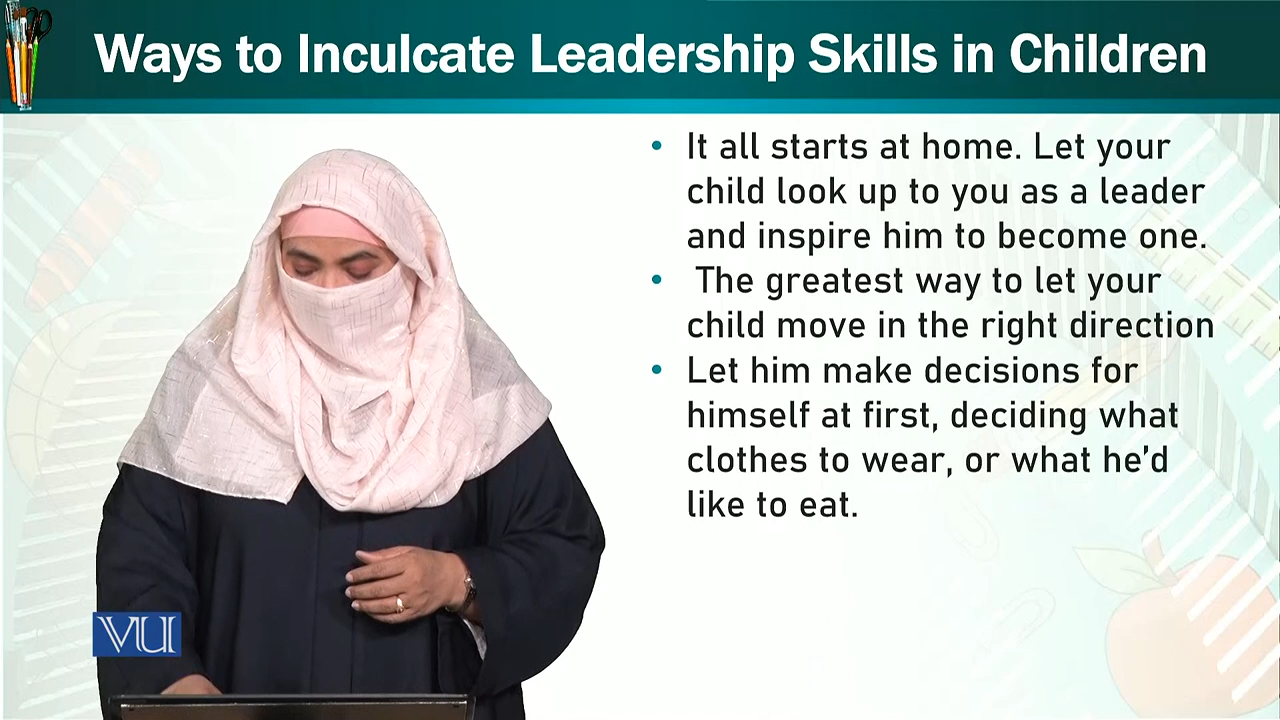 Ways to Inculcate Leadership Skills in Children
• It all starts at home. Let your
child look up to you as a leader
and inspire him to become one.
• The greatest way to let your
child move in the right direction
• Let him make decisions for
himself at first, deciding what
clothes to wear, or what he'd
like to eat.
VU